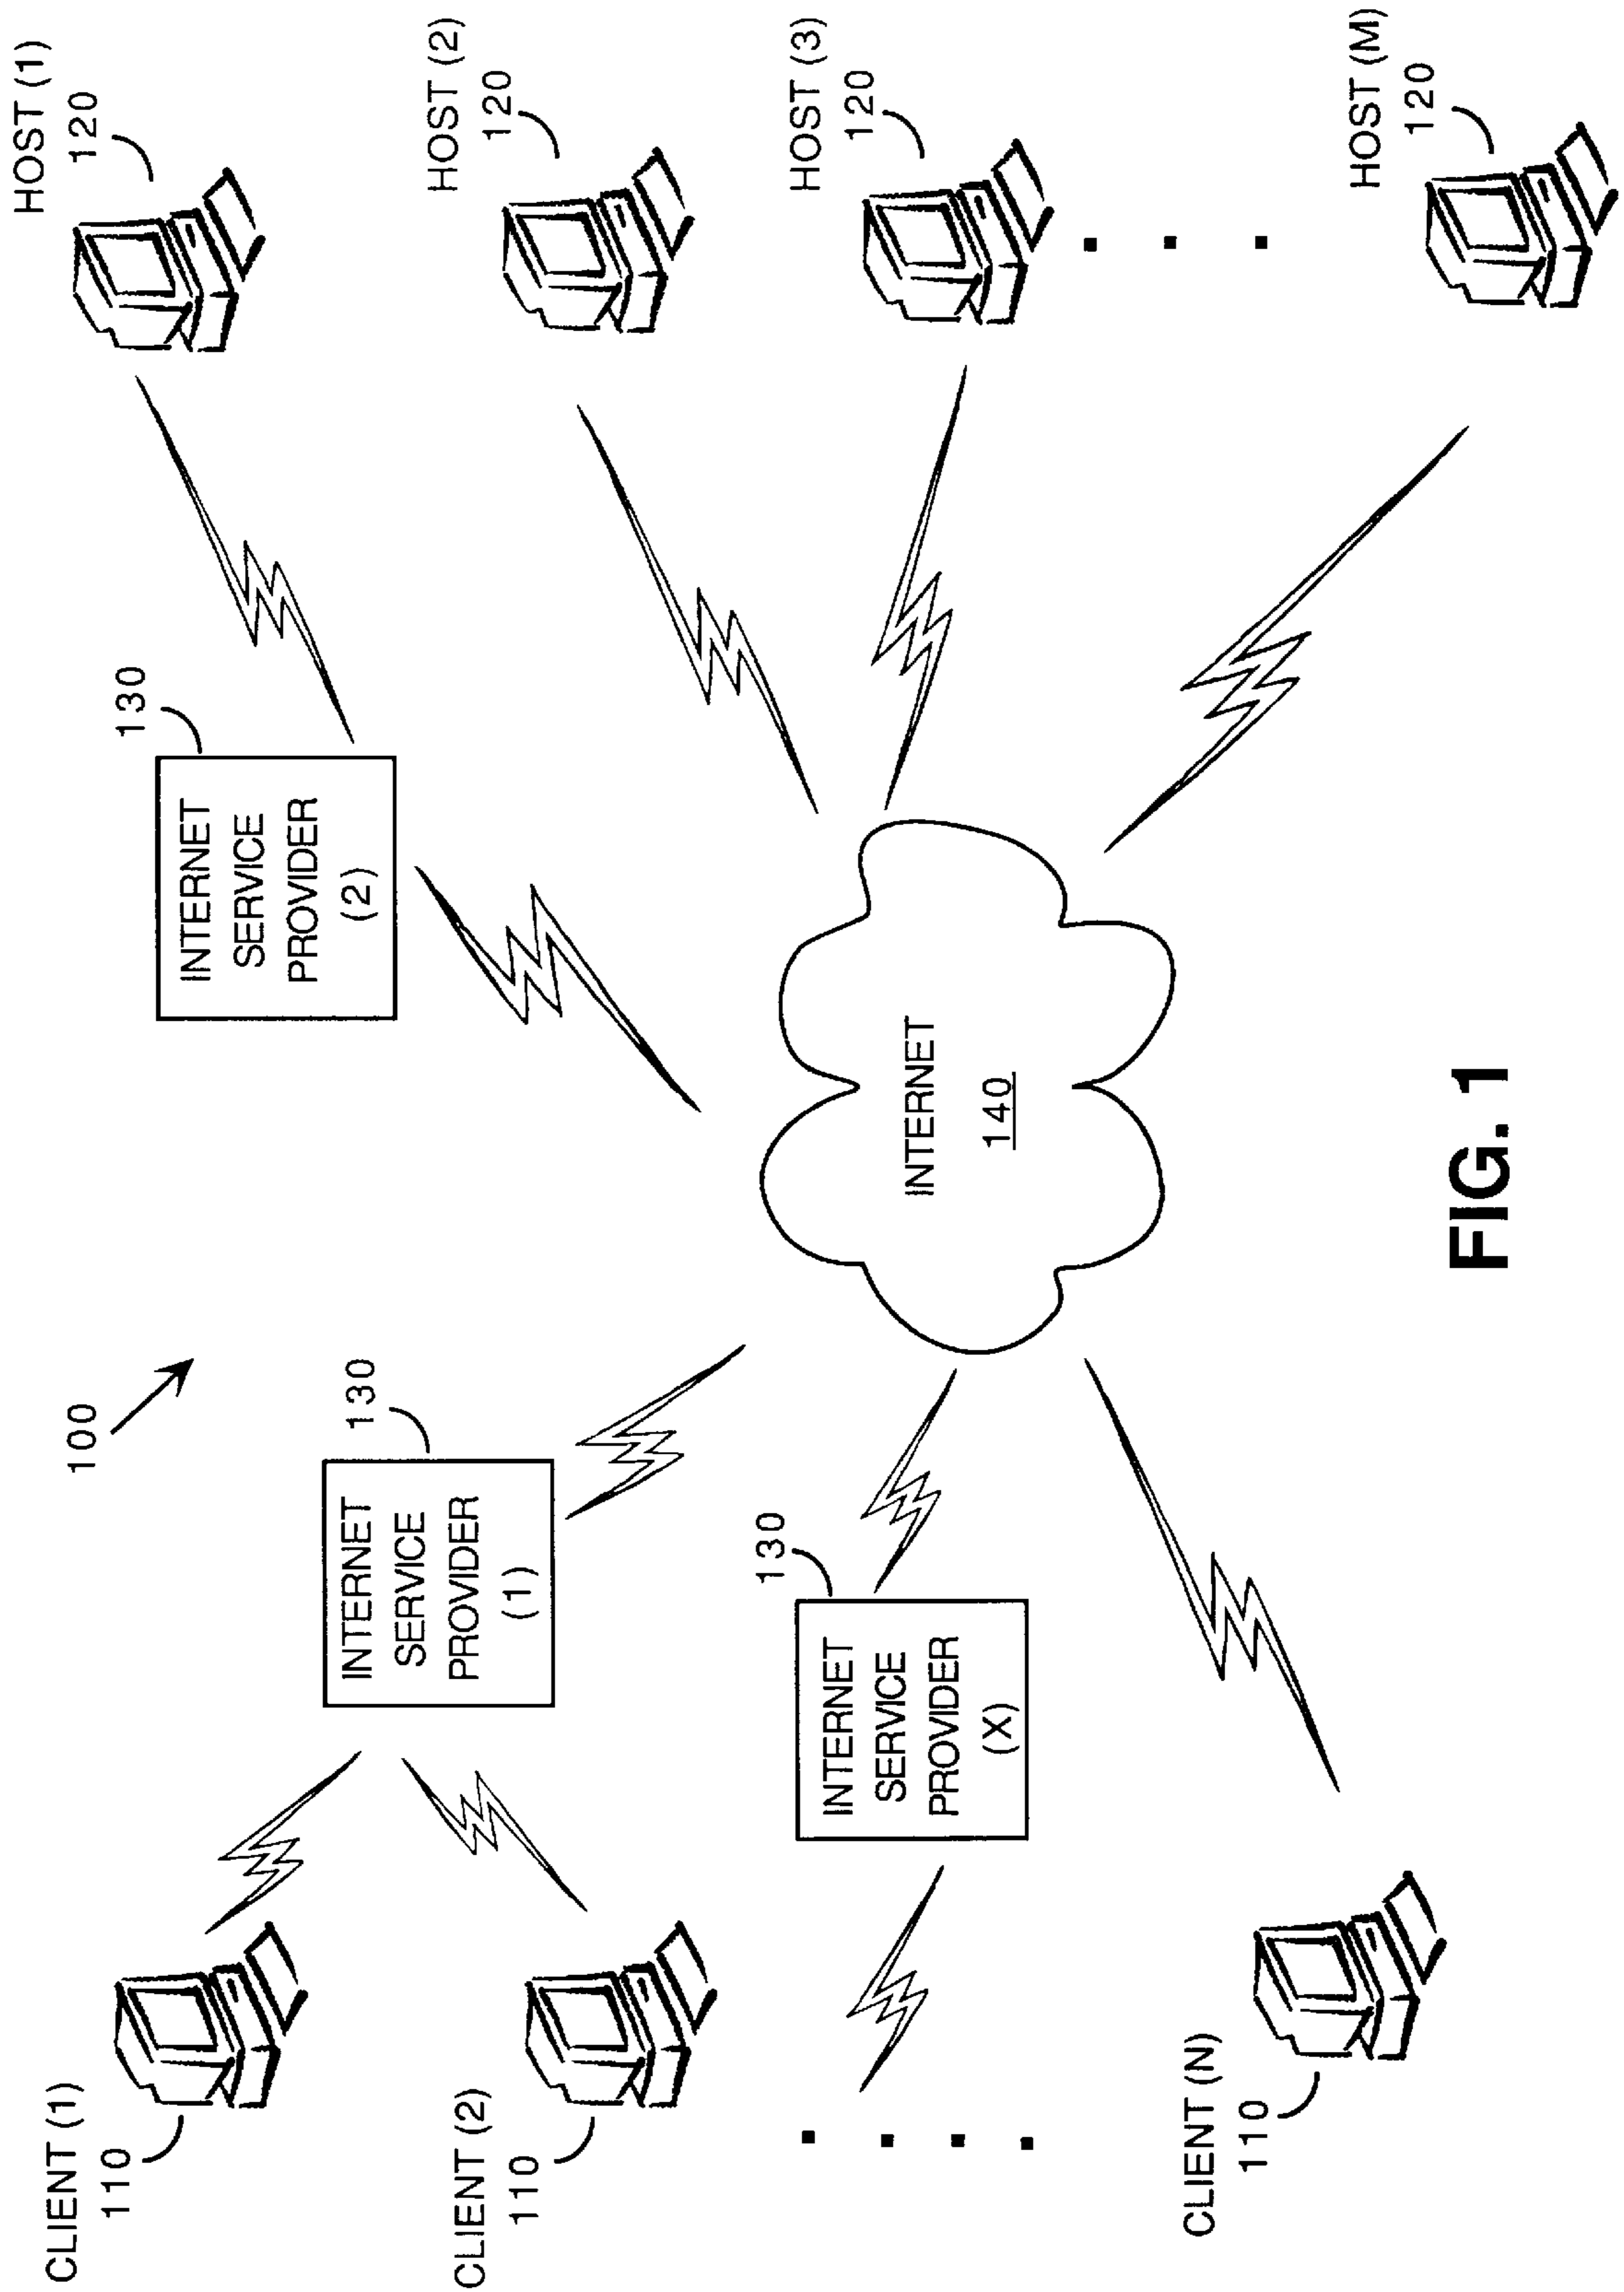 100
CLIENT (1)
110
INTERNET
SERVICE
PROVIDER
(1)
130
INTERNET
SERVICE
PROVIDER
(2)
130
HOST (1)
120
CLIENT (2)
110
HOST (2)
120
INTERNET
SERVICE
PROVIDER
(X)
130
INTERNET
140
HOST (3)
120
CLIENT (N)
110
HOST (M)
120
FIG. 1